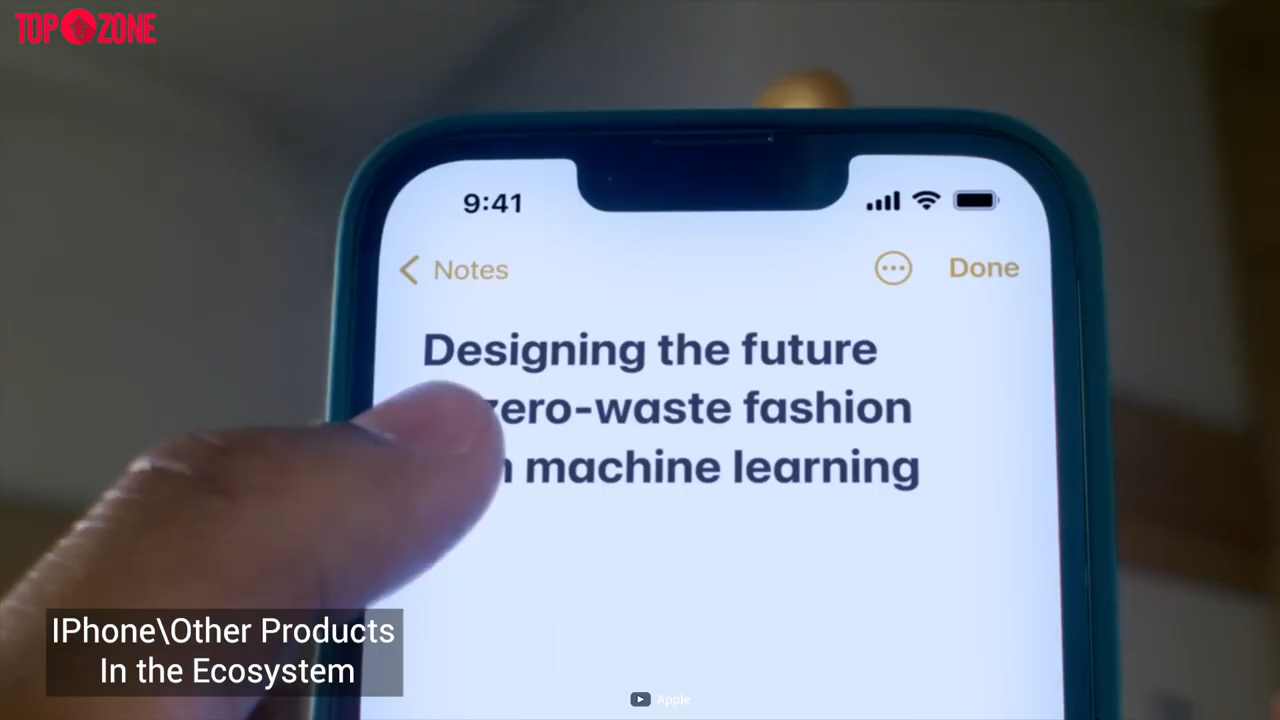 TOP ZONE
9:41
Notes
Done
Designing the future
zero-waste fashion
machine learning
IPhone\Other Products
In the Ecosystem
Apple